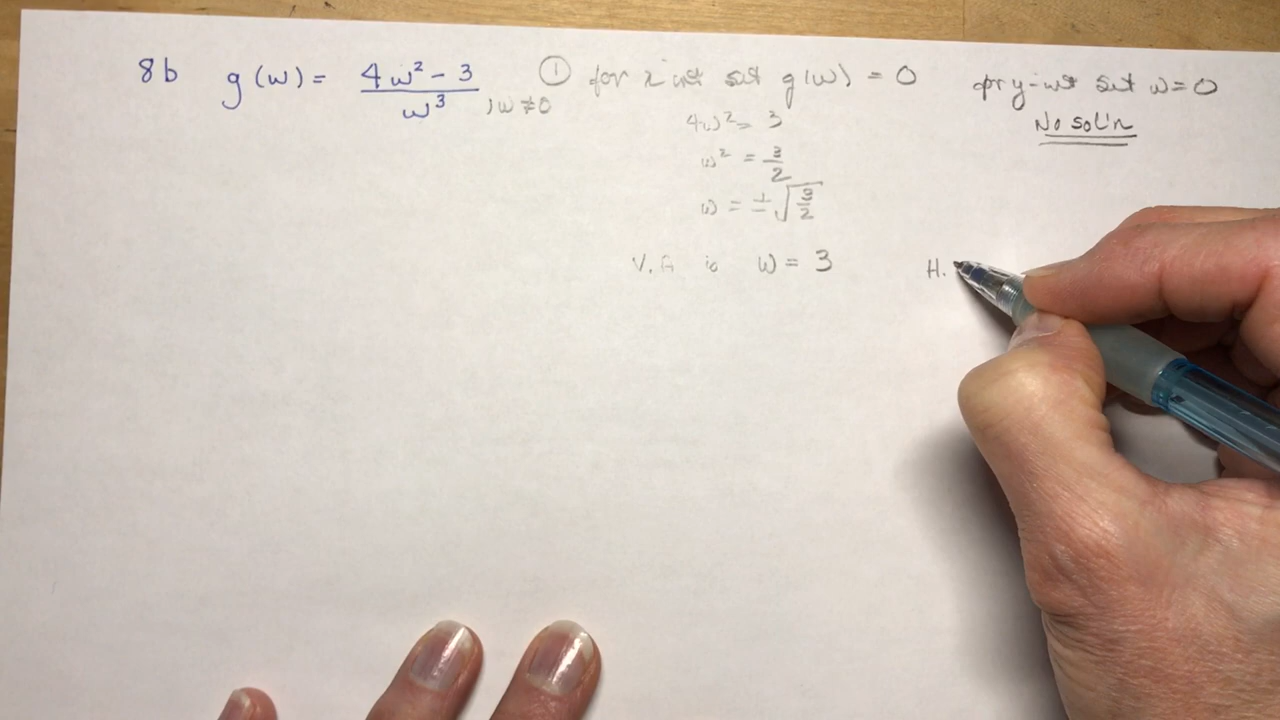 8b g(w) = 4w² - 3 / w³ , w ≠ 0
① for x-int set g(w) = 0
4w² = 3
w² = 3/2
w = ± √3/2
for y-int set w = 0
No sol'n
V.A is w = 3
H.